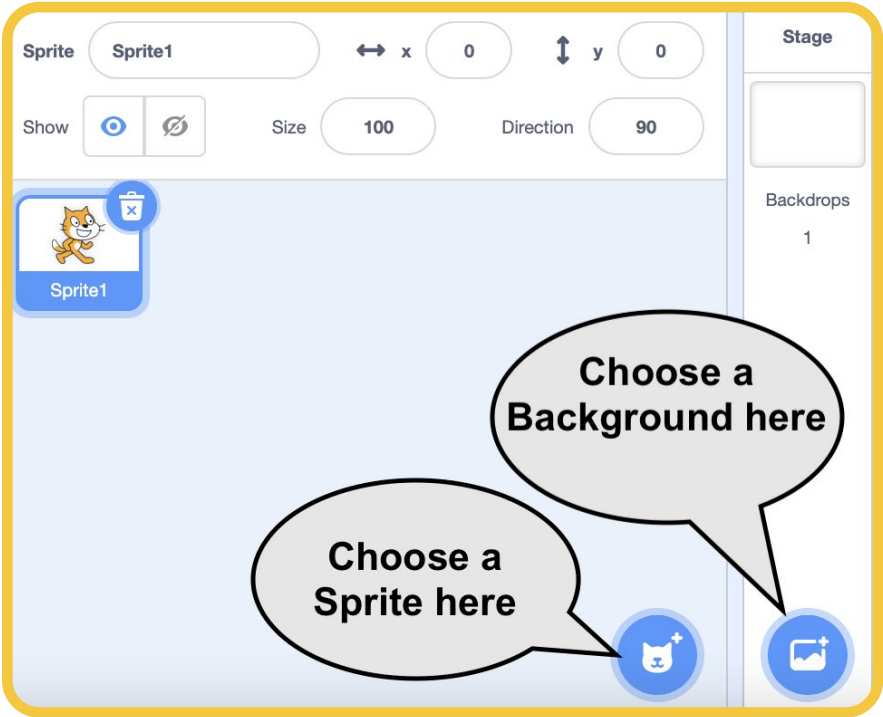 Sprite Sprite1 x 0 y 0
Show Size 100 Direction 90
Stage
Backdrops
1
Sprite1
Choose a
Background here
Choose a
Sprite here